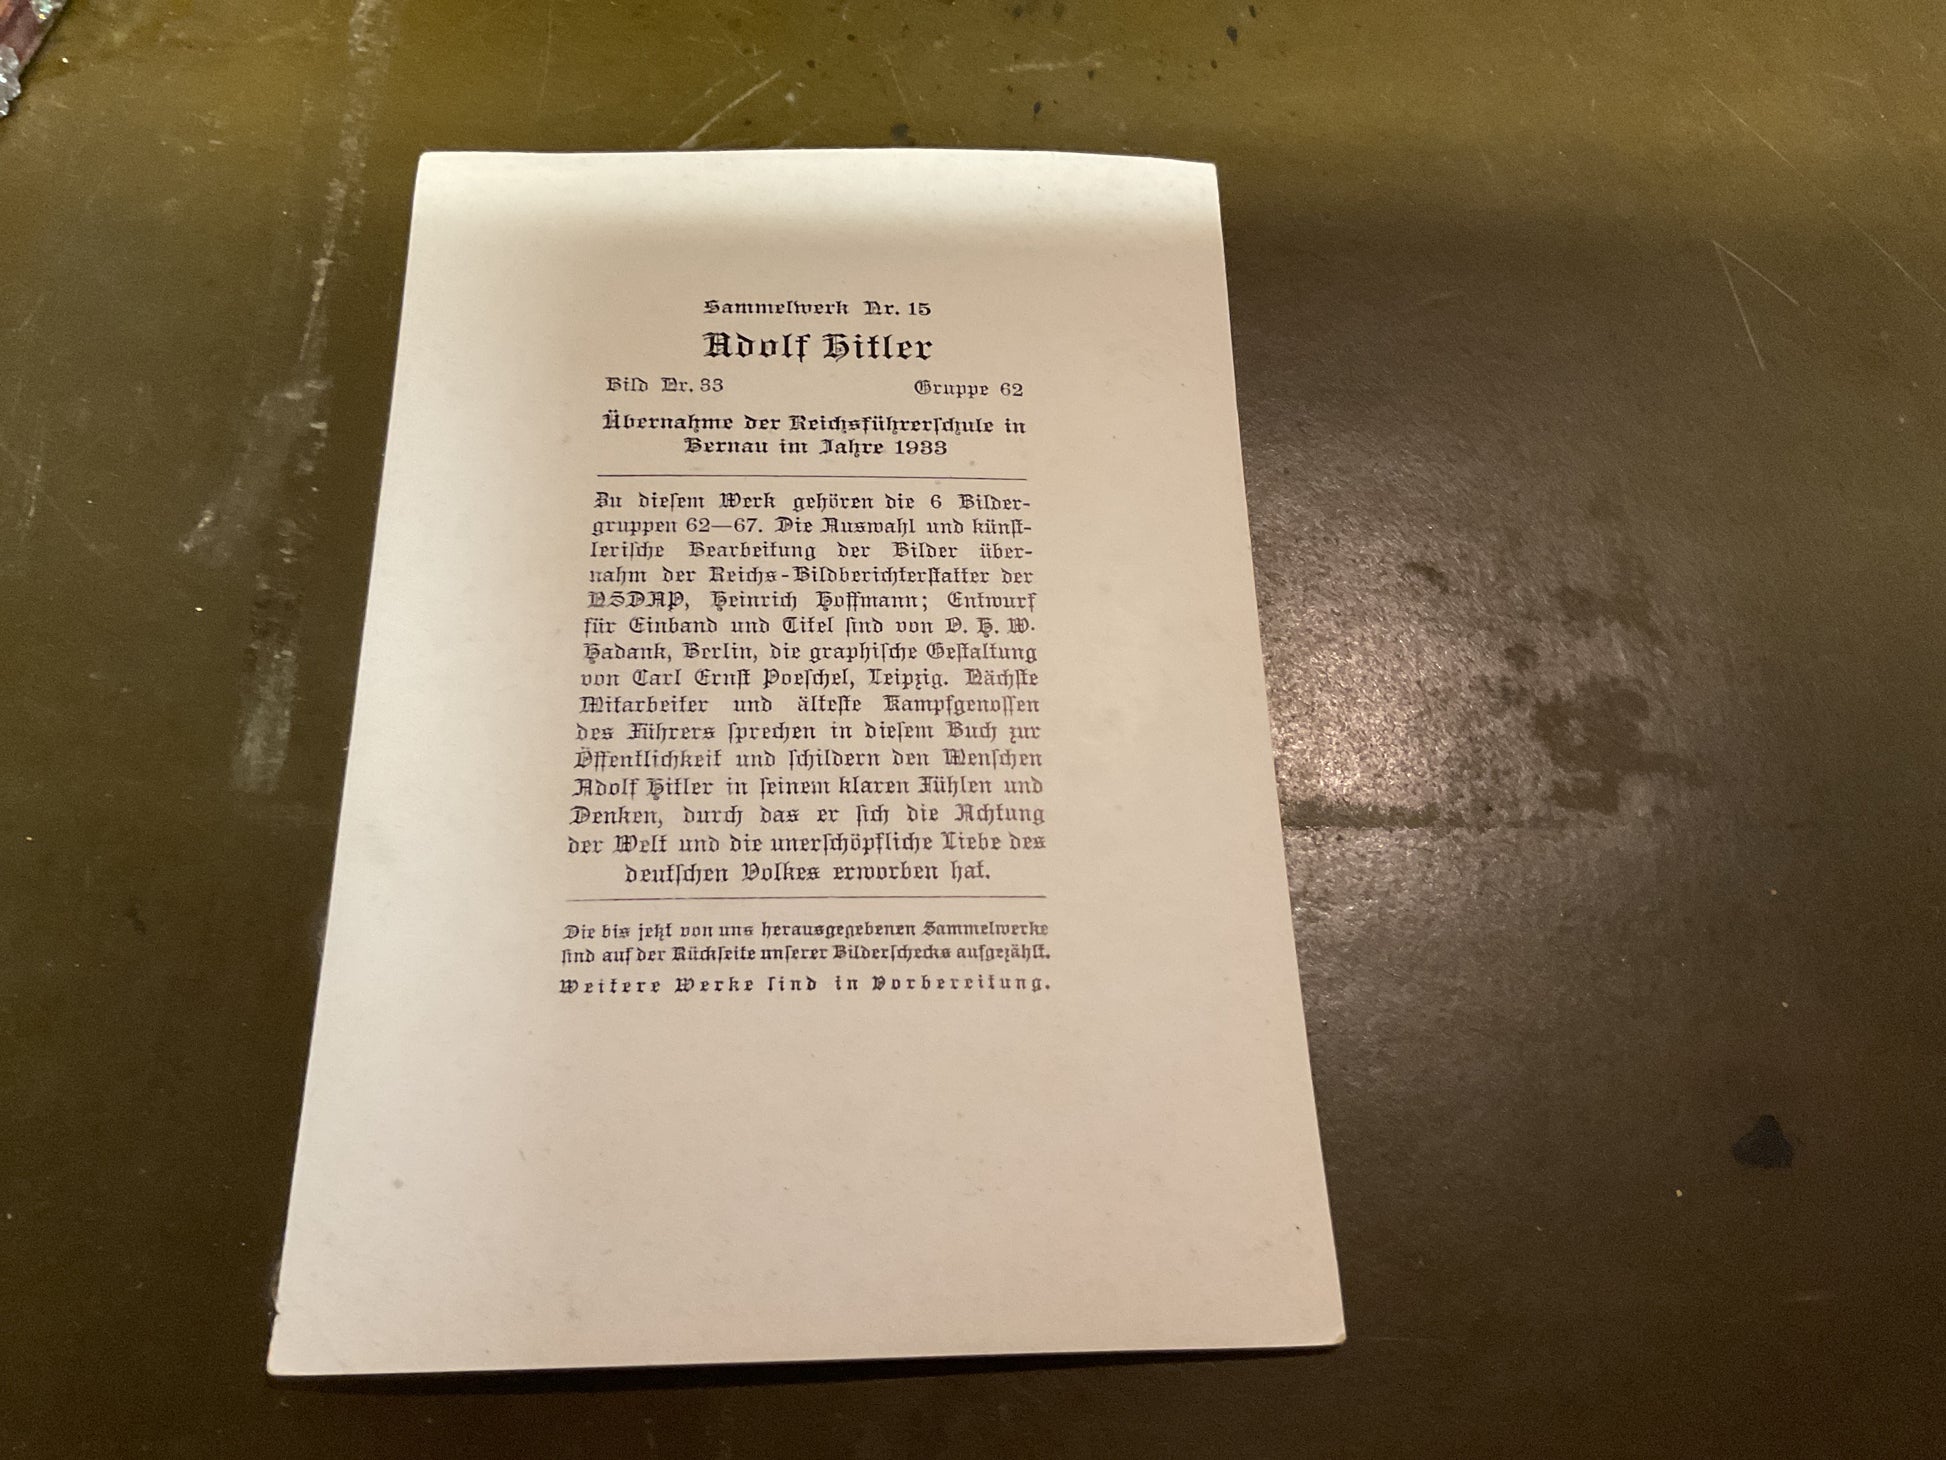 Sammelwerk Nr. 15
Adolf Hitler
Bild Nr. 33 Gruppe 62
Übernahme der Reichsführerschule in
Bernau im Jahre 1933
Zu diesem Werk gehören die 6 Bilder-
gruppen 62—67. Die Auswahl und künst-
lerische Bearbeitung der Bilder über-
nahm der Reichs-Bildberichterstatter der
NSDAP, Heinrich Hoffmann; Entwurf
für Einband und Titel sind von O. H. W.
Hadank, Berlin, die graphische Gestaltung
von Carl Ernst Poeschel, Leipzig. Nächste
Mitarbeiter und älteste Kampfgenossen
des Führers sprechen in diesem Buch zur
Öffentlichkeit und schildern den Menschen
Adolf Hitler in seinem klaren Fühlen und
Denken, durch das er sich die Achtung
der Welt und die unerschöpfliche Liebe des
deutschen Volkes erworben hat.
Die bis jetzt von uns herausgegebenen Sammelwerke
sind auf der Rückseite unserer Bilderschecks aufgezählt.
Weitere Werke sind in Vorbereitung.